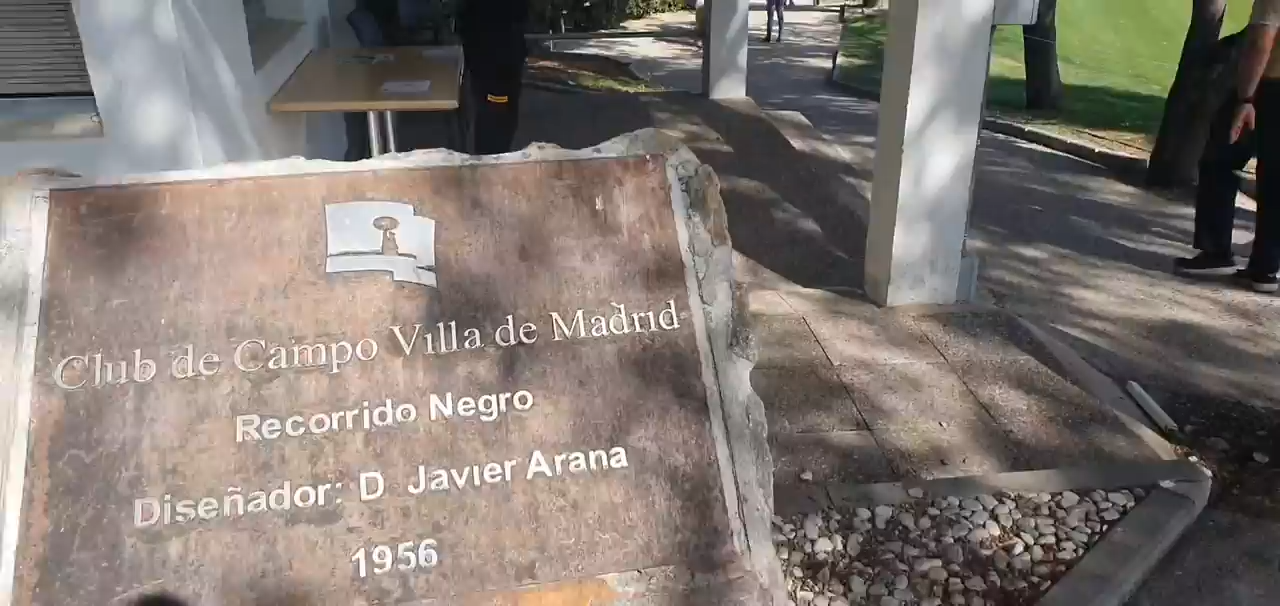 Club de Campo Villa de Madrid
Recorrido Negro
Diseñador: D Javier Arana
1956